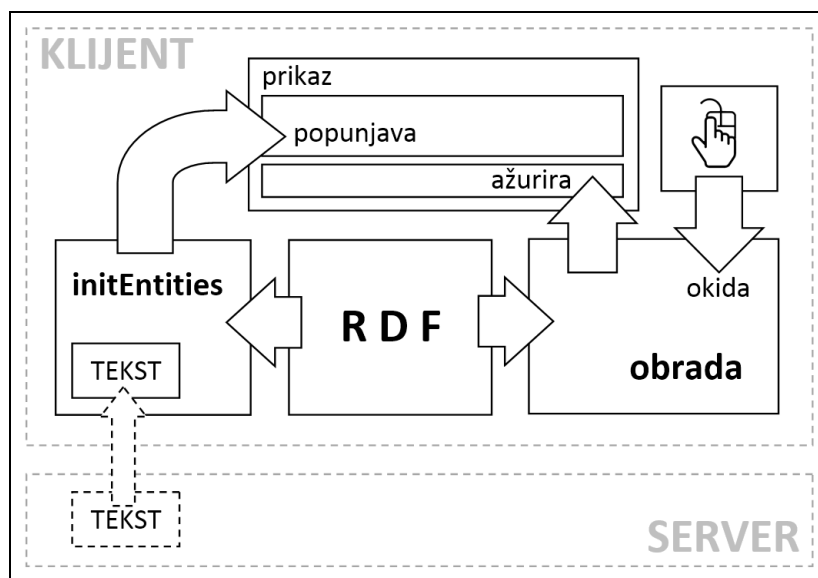 KLIJENT
prikaz
popunjava
ažurira
initEntities
R D F
okida
obrada
TEKST
TEKST
SERVER